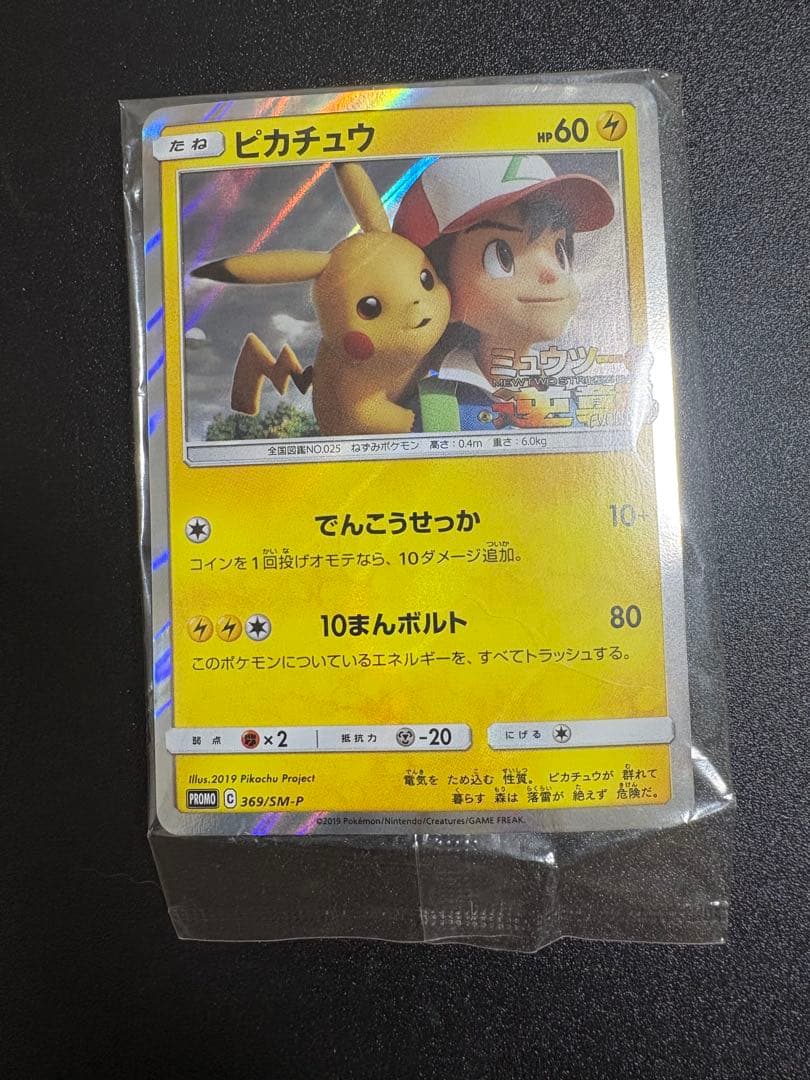 たね ピカチュウ HP60
ミュウツー
MEWTWO STRIKES
逆襲
EVOLUTION
全国図鑑NO.025 ねずみポケモン 高さ：0.4m 重さ：6.0kg
でんこうせっか 10+
コインを1回投げオモテなら、10ダメージ追加。
10まんボルト 80
このポケモンについているエネルギーを、すべてトラッシュする。
弱点 ×2 抵抗力 -20 にげる
Illus.2019 Pikachu Project
電気を ため込む 性質。 ピカチュウが 群れて
暮らす 森は 落雷が 絶えず 危険だ。
PROMO C 369/SM-P
©2019 Pokémon/Nintendo/Creatures/GAME FREAK.